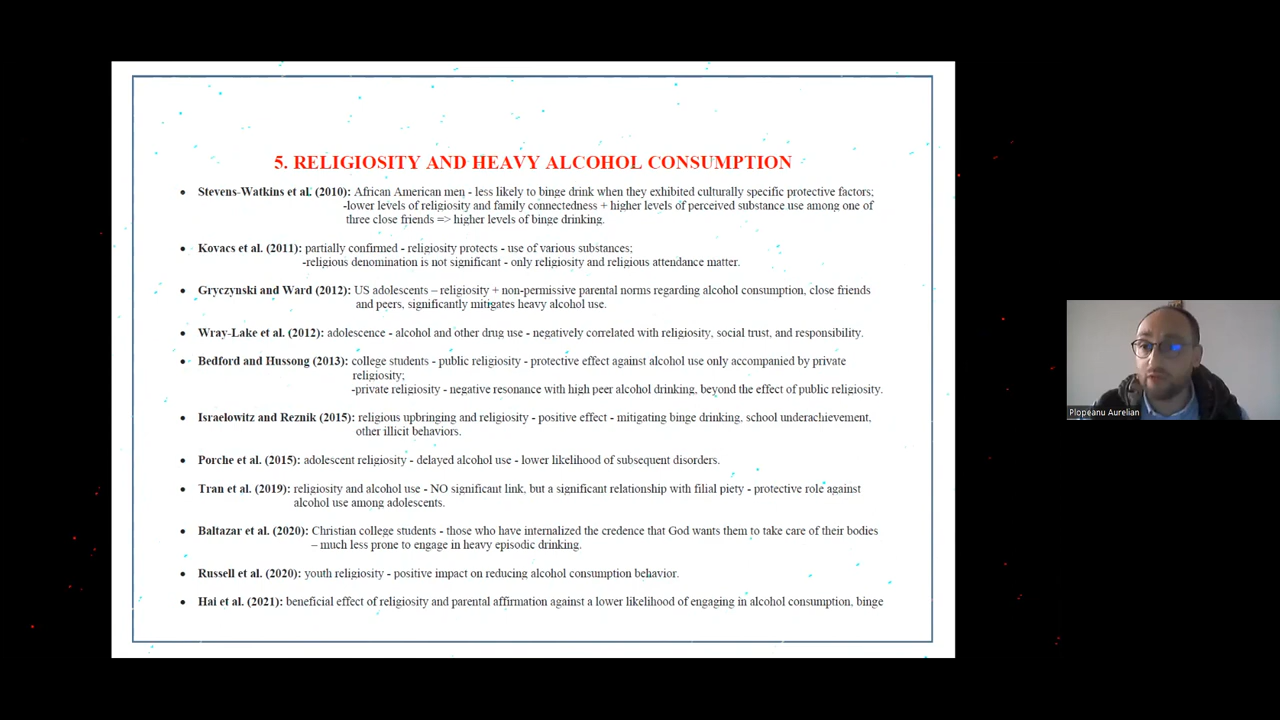 5. RELIGIOSITY AND HEAVY ALCOHOL CONSUMPTION
• Stevens-Watkins et al. (2010): African American men - less likely to binge drink when they exhibited culturally specific protective factors;
-lower levels of religiosity and family connectedness + higher levels of perceived substance use among one of
three close friends => higher levels of binge drinking.
• Kovacs et al. (2011): partially confirmed - religiosity protects - use of various substances;
-religious denomination is not significant - only religiosity and religious attendance matter.
• Gryczynski and Ward (2012): US adolescents – religiosity + non-permissive parental norms regarding alcohol consumption, close friends
and peers, significantly mitigates heavy alcohol use.
• Wray-Lake et al. (2012): adolescence - alcohol and other drug use - negatively correlated with religiosity, social trust, and responsibility.
• Bedford and Hussong (2013): college students - public religiosity - protective effect against alcohol use only accompanied by private
religiosity;
-private religiosity - negative resonance with high peer alcohol drinking, beyond the effect of public religiosity.
• Israelowitz and Reznik (2015): religious upbringing and religiosity - positive effect - mitigating binge drinking, school underachievement,
other illicit behaviors.
• Porche et al. (2015): adolescent religiosity - delayed alcohol use - lower likelihood of subsequent disorders.
• Tran et al. (2019): religiosity and alcohol use - NO significant link, but a significant relationship with filial piety - protective role against
alcohol use among adolescents.
• Baltazar et al. (2020): Christian college students - those who have internalized the credence that God wants them to take care of their bodies
– much less prone to engage in heavy episodic drinking.
• Russell et al. (2020): youth religiosity - positive impact on reducing alcohol consumption behavior.
• Hai et al. (2021): beneficial effect of religiosity and parental affirmation against a lower likelihood of engaging in alcohol consumption, binge
Plopeanu Aurelian